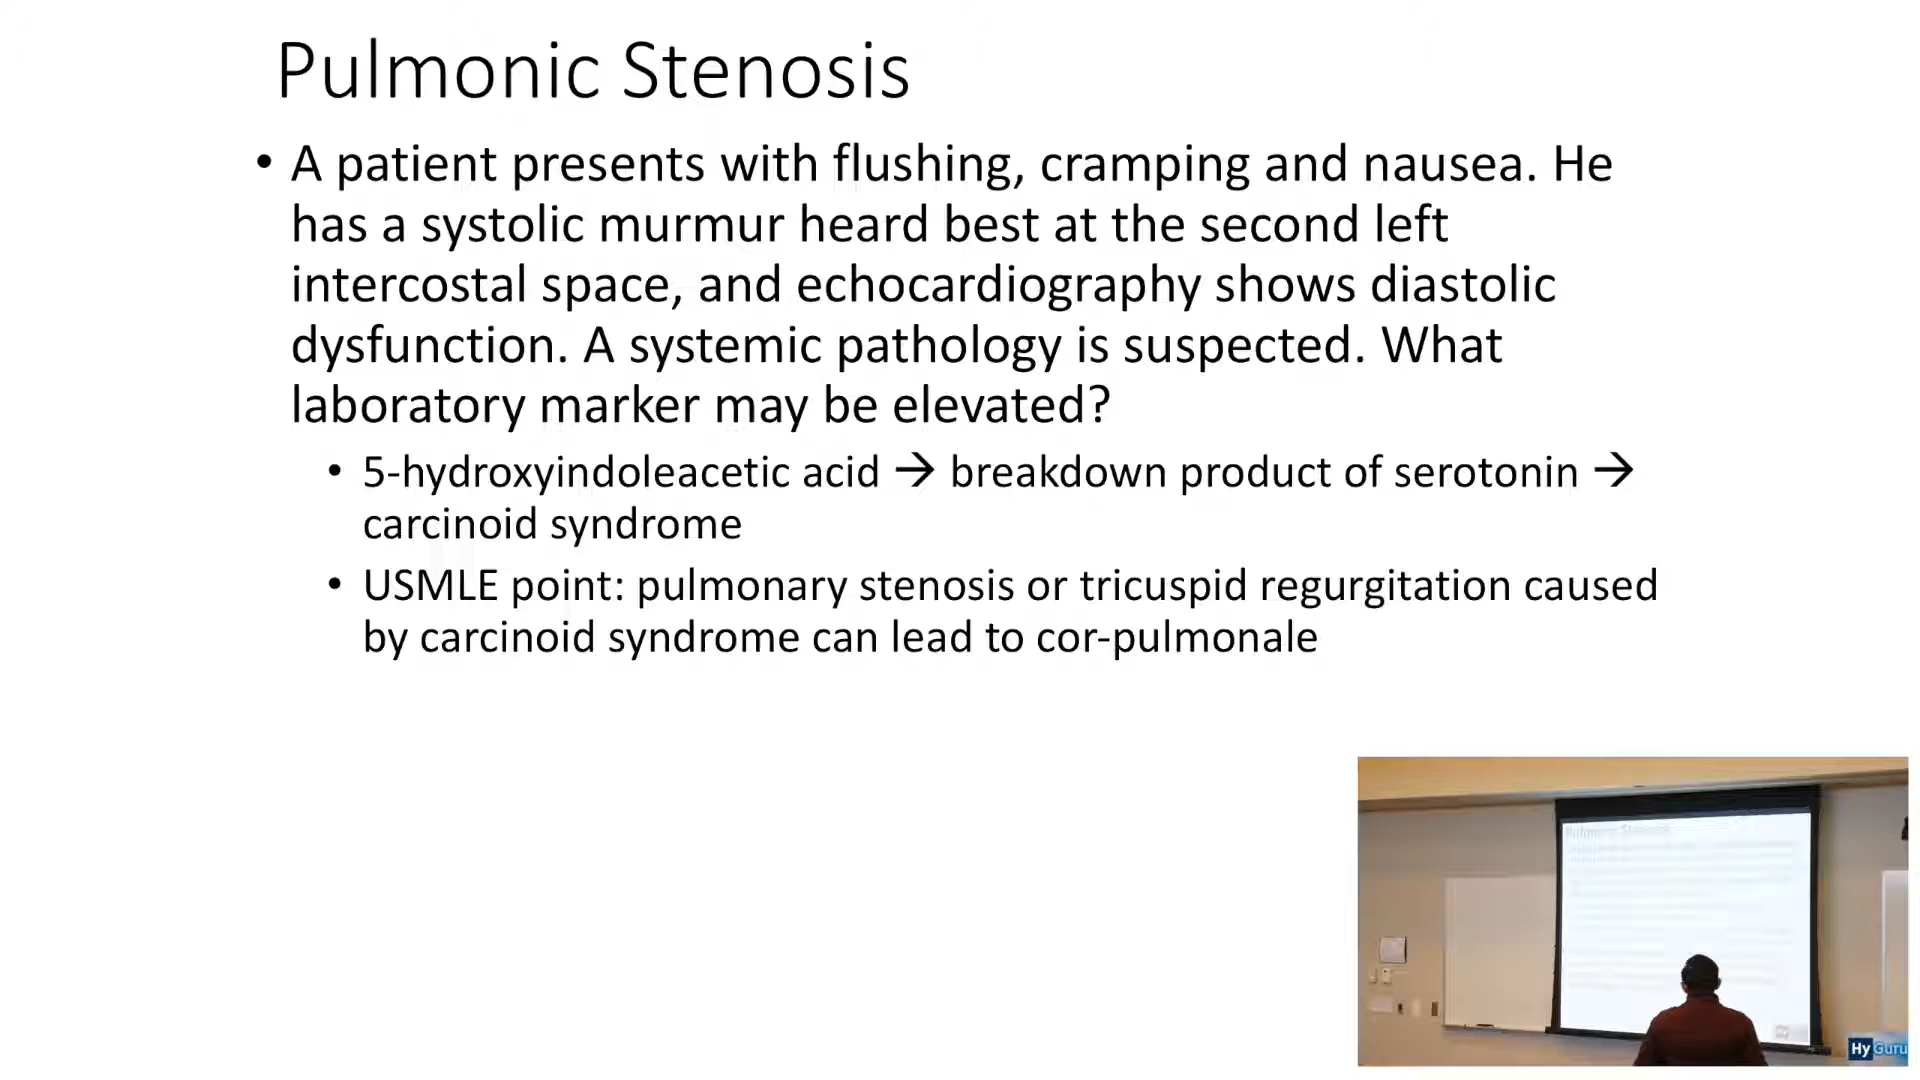 Pulmonic Stenosis
• A patient presents with flushing, cramping and nausea. He
has a systolic murmur heard best at the second left
intercostal space, and echocardiography shows diastolic
dysfunction. A systemic pathology is suspected. What
laboratory marker may be elevated?
• 5-hydroxyindoleacetic acid → breakdown product of serotonin →
carcinoid syndrome
• USMLE point: pulmonary stenosis or tricuspid regurgitation caused
by carcinoid syndrome can lead to cor-pulmonale
HyGuru